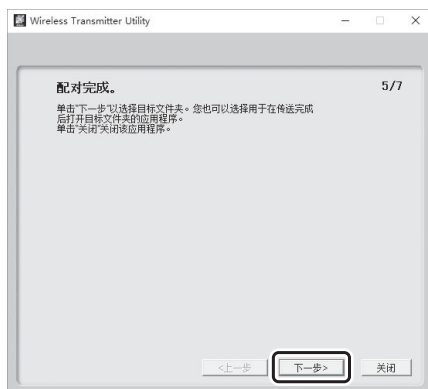 Wireless Transmitter Utility
配对完成。
5/7
单击“下一步”以选择目标文件夹。您也可以选择用于在传送完成
后打开目标文件夹的应用程序。
单击“关闭”关闭该应用程序。
<上一步
下一步>
关闭